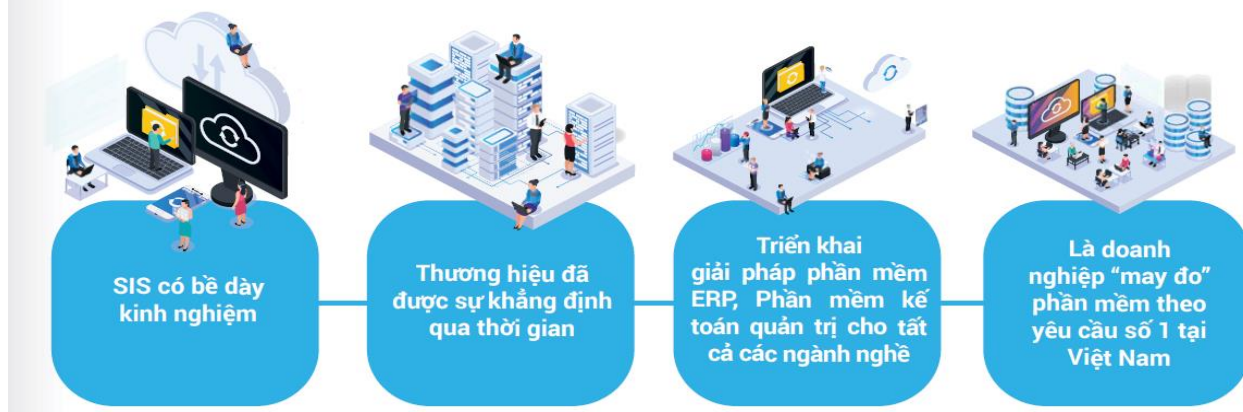 SIS có bề dày
kinh nghiệm
Thương hiệu đã
được sự khẳng định
qua thời gian
Triển khai
giải pháp phần mềm
ERP, Phần mềm kế
toán quản trị cho tất
cả các ngành nghề
Là doanh
nghiệp “may đo”
phần mềm theo
yêu cầu số 1 tại
Việt Nam